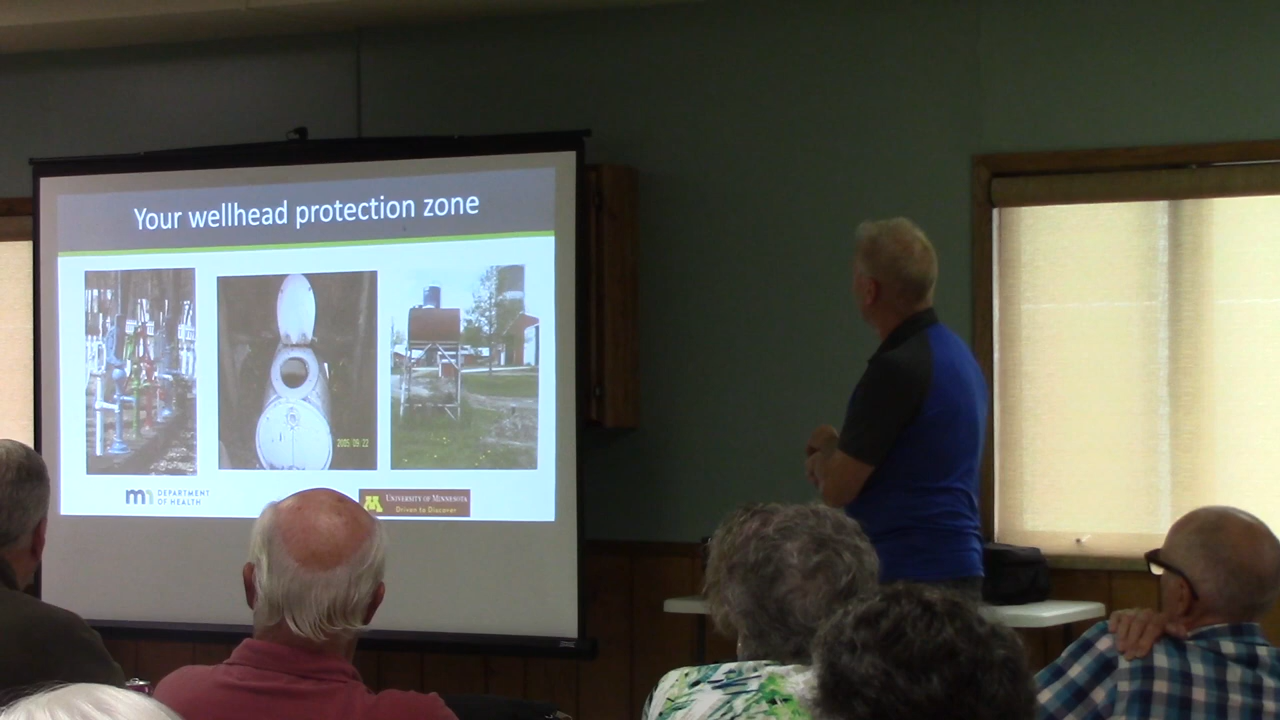 Your wellhead protection zone
2005/09/22
DEPARTMENT
OF HEALTH
UNIVERSITY OF MINNESOTA
Driven to Discover